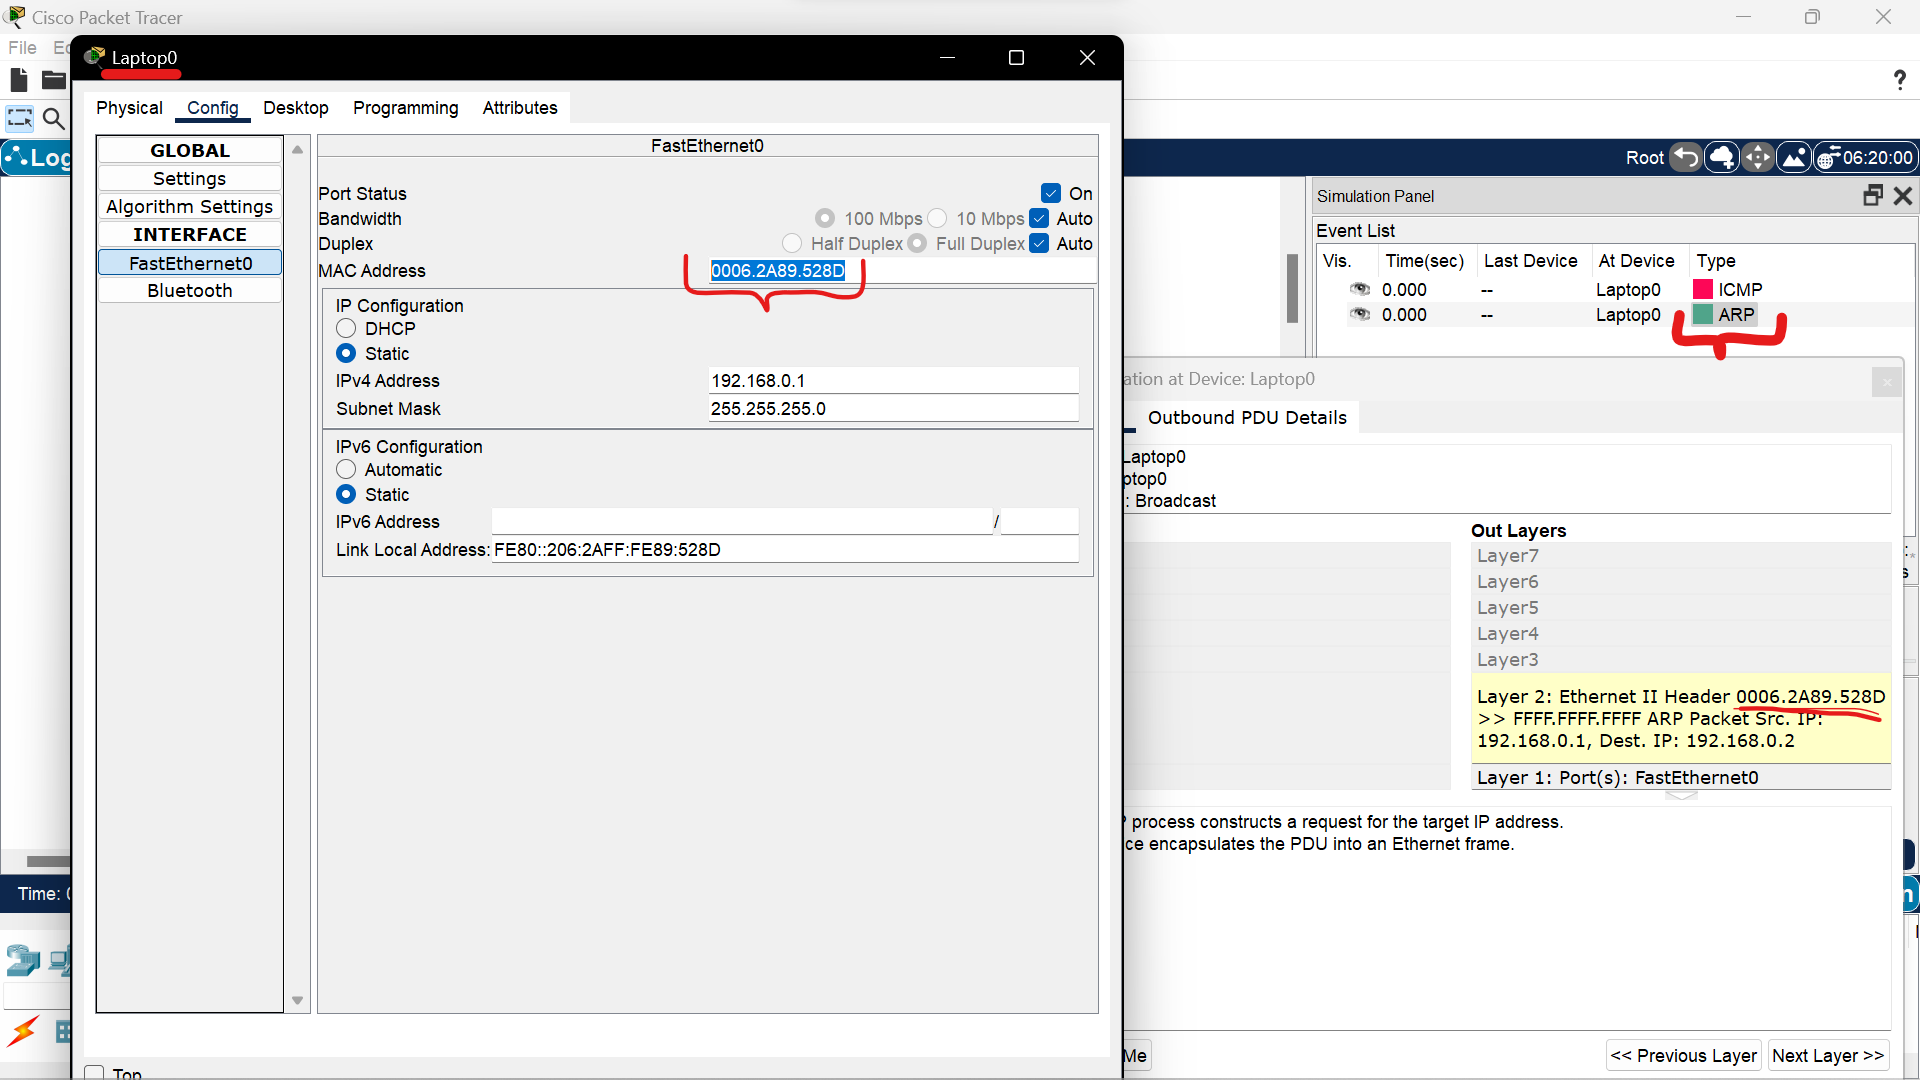 Cisco Packet Tracer
File
Laptop0
Physical Config Desktop Programming Attributes
GLOBAL
Settings
Algorithm Settings
INTERFACE
FastEthernet0
Bluetooth
FastEthernet0
Port Status On
Bandwidth 100 Mbps 10 Mbps Auto
Duplex Half Duplex Full Duplex Auto
MAC Address 0006.2A89.528D
IP Configuration
DHCP
Static
IPv4 Address 192.168.0.1
Subnet Mask 255.255.255.0
IPv6 Configuration
Automatic
Static
IPv6 Address /
Link Local Address: FE80::206:2AFF:FE89:528D
Top
Time:
?
Root 06:20:00
Simulation Panel
Event List
Vis. Time(sec) Last Device At Device Type
0.000 -- Laptop0 ICMP
0.000 -- Laptop0 ARP
ation at Device: Laptop0
Outbound PDU Details
Laptop0
ptop0
: Broadcast
Out Layers
Layer7
Layer6
Layer5
Layer4
Layer3
Layer 2: Ethernet II Header 0006.2A89.528D
>> FFFF.FFFF.FFFF ARP Packet Src. IP:
192.168.0.1, Dest. IP: 192.168.0.2
Layer 1: Port(s): FastEthernet0
process constructs a request for the target IP address.
ce encapsulates the PDU into an Ethernet frame.
Me
<< Previous Layer Next Layer >>